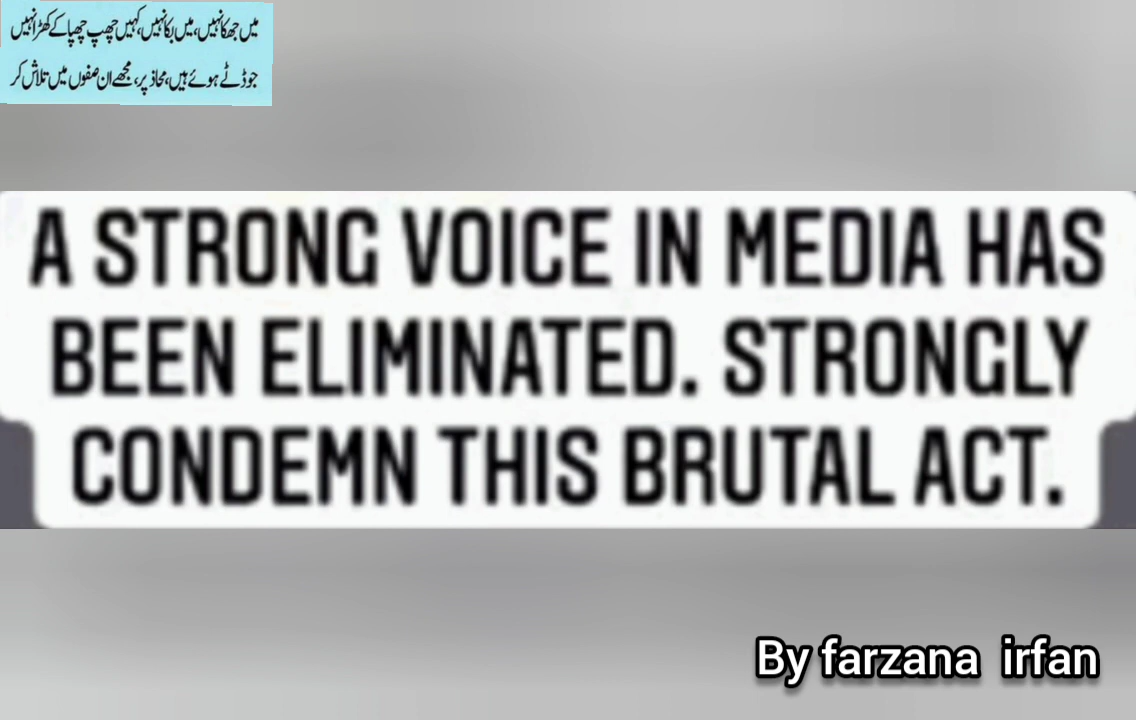 میں جھکا نہیں، میں بکا نہیں، کہیں چھپ چھپا کے کھڑا نہیں
جو ڈٹے ہوئے ہیں، محاذ پر، مجھے ان صفوں میں تلاش کر
A STRONG VOICE IN MEDIA HAS
BEEN ELIMINATED. STRONGLY
CONDEMN THIS BRUTAL ACT.
By farzana irfan